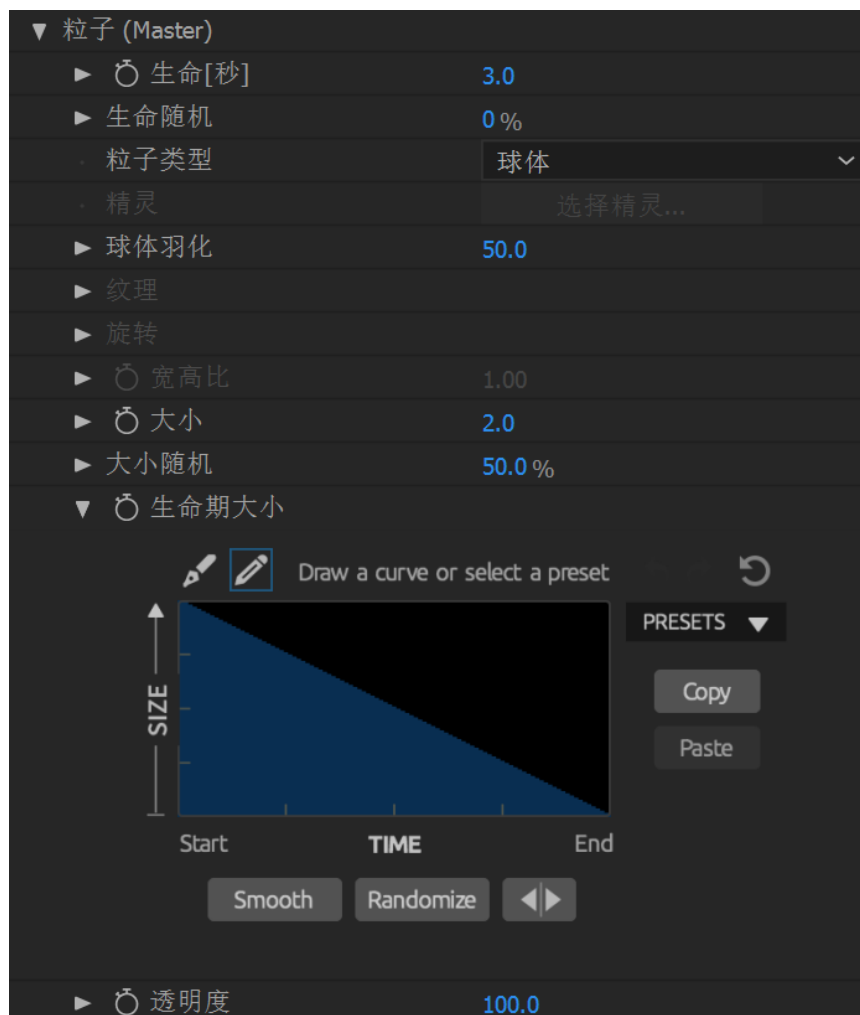 粒子 (Master)
生命[秒] 3.0
生命随机 0 %
粒子类型 球体
精灵 选择精灵...
球体羽化 50.0
纹理
旋转
宽高比 1.00
大小 2.0
大小随机 50.0 %
生命期大小
Draw a curve or select a preset
PRESETS
SIZE
Copy
Paste
Start TIME End
Smooth Randomize
透明度 100.0